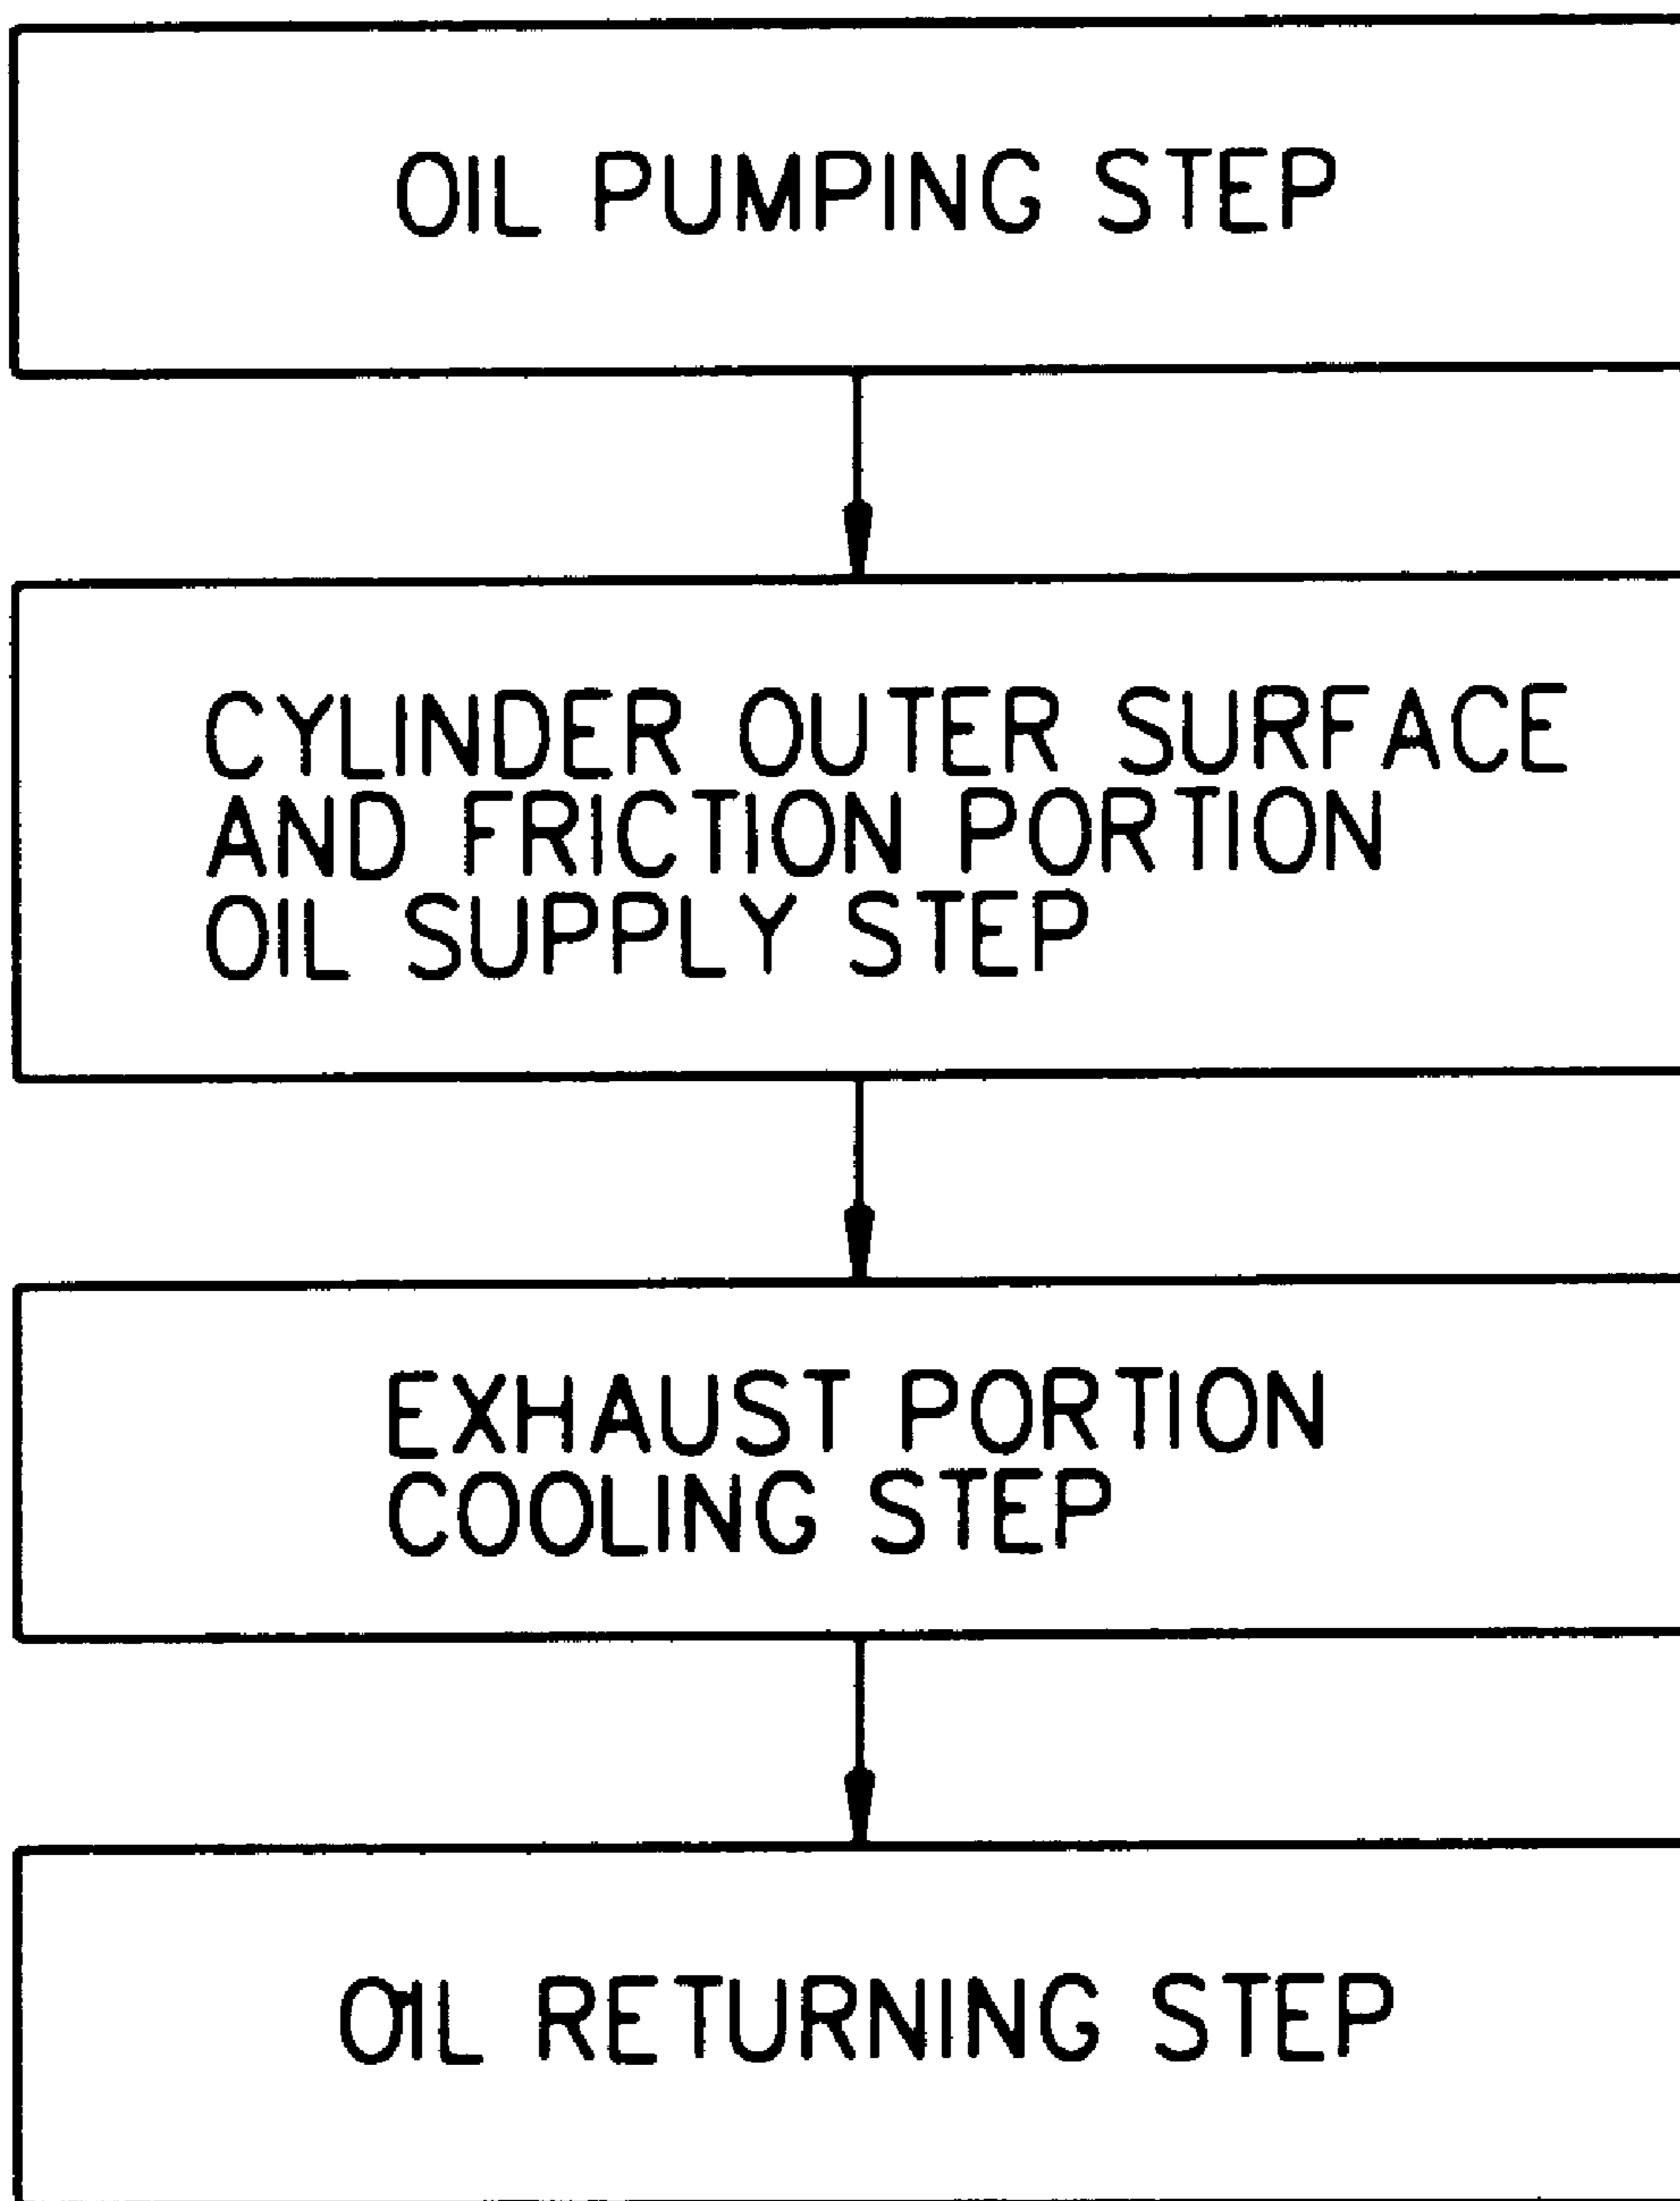 OIL PUMPING STEP
CYLINDER OUTER SURFACE
AND FRICTION PORTION
OIL SUPPLY STEP
EXHAUST PORTION
COOLING STEP
OIL RETURNING STEP